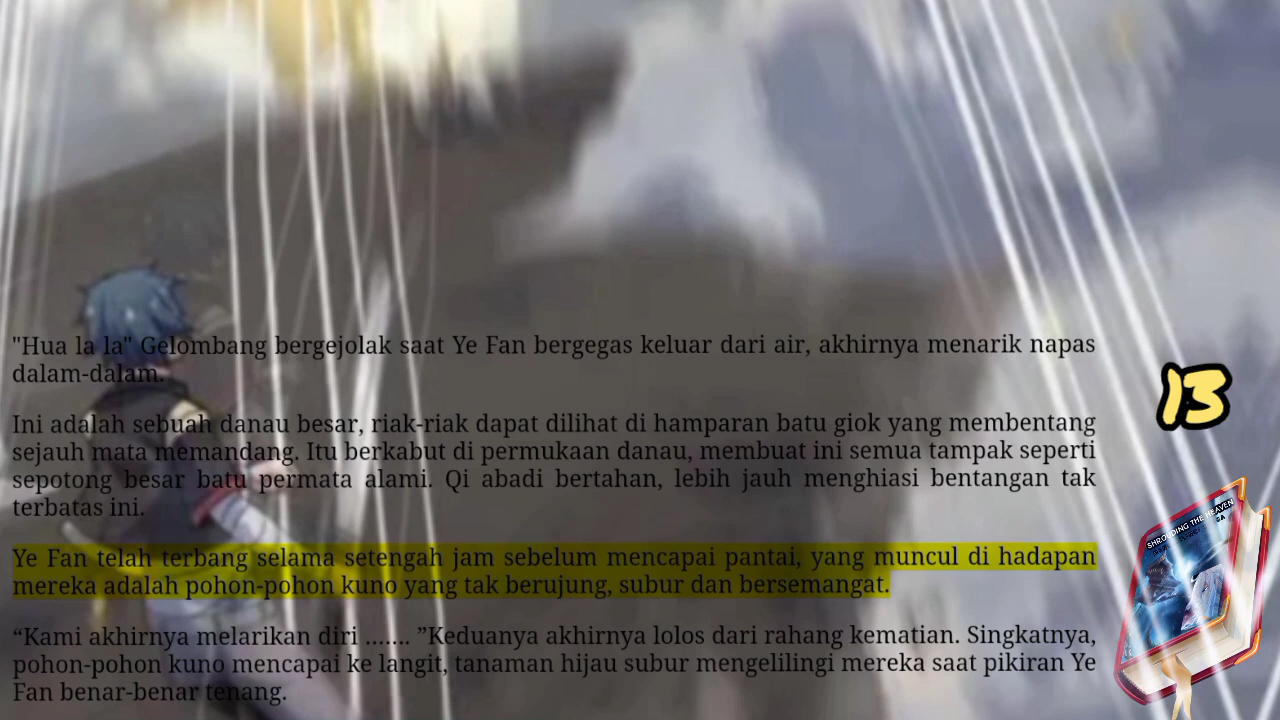 "Hua la la" Gelombang bergejolak saat Ye Fan bergegas keluar dari air, akhirnya menarik napas
dalam-dalam.
Ini adalah sebuah danau besar, riak-riak dapat dilihat di hamparan batu giok yang membentang
sejauh mata memandang. Itu berkabut di permukaan danau, membuat ini semua tampak seperti
sepotong besar batu permata alami. Qi abadi bertahan, lebih jauh menghiasi bentangan tak
terbatas ini.
Ye Fan telah terbang selama setengah jam sebelum mencapai pantai, yang muncul di hadapan
mereka adalah pohon-pohon kuno yang tak berujung, subur dan bersemangat.
“Kami akhirnya melarikan diri ……. ”Keduanya akhirnya lolos dari rahang kematian. Singkatnya,
pohon-pohon kuno mencapai ke langit, tanaman hijau subur mengelilingi mereka saat pikiran Ye
Fan benar-benar tenang.
13
SHROUDING THE HEAVEN